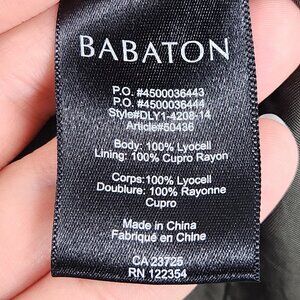 BABATON
P.O. #4500036443
P.O. #4500036444
Style#DLY1-4208-14
Article#50436
Body: 100% Lyocell
Lining: 100% Cupro Rayon
Corps:100% Lyocell
Doublure: 100% Rayonne
Cupro
Made in China
Fabriqué en China
CA 23725
RN 122354